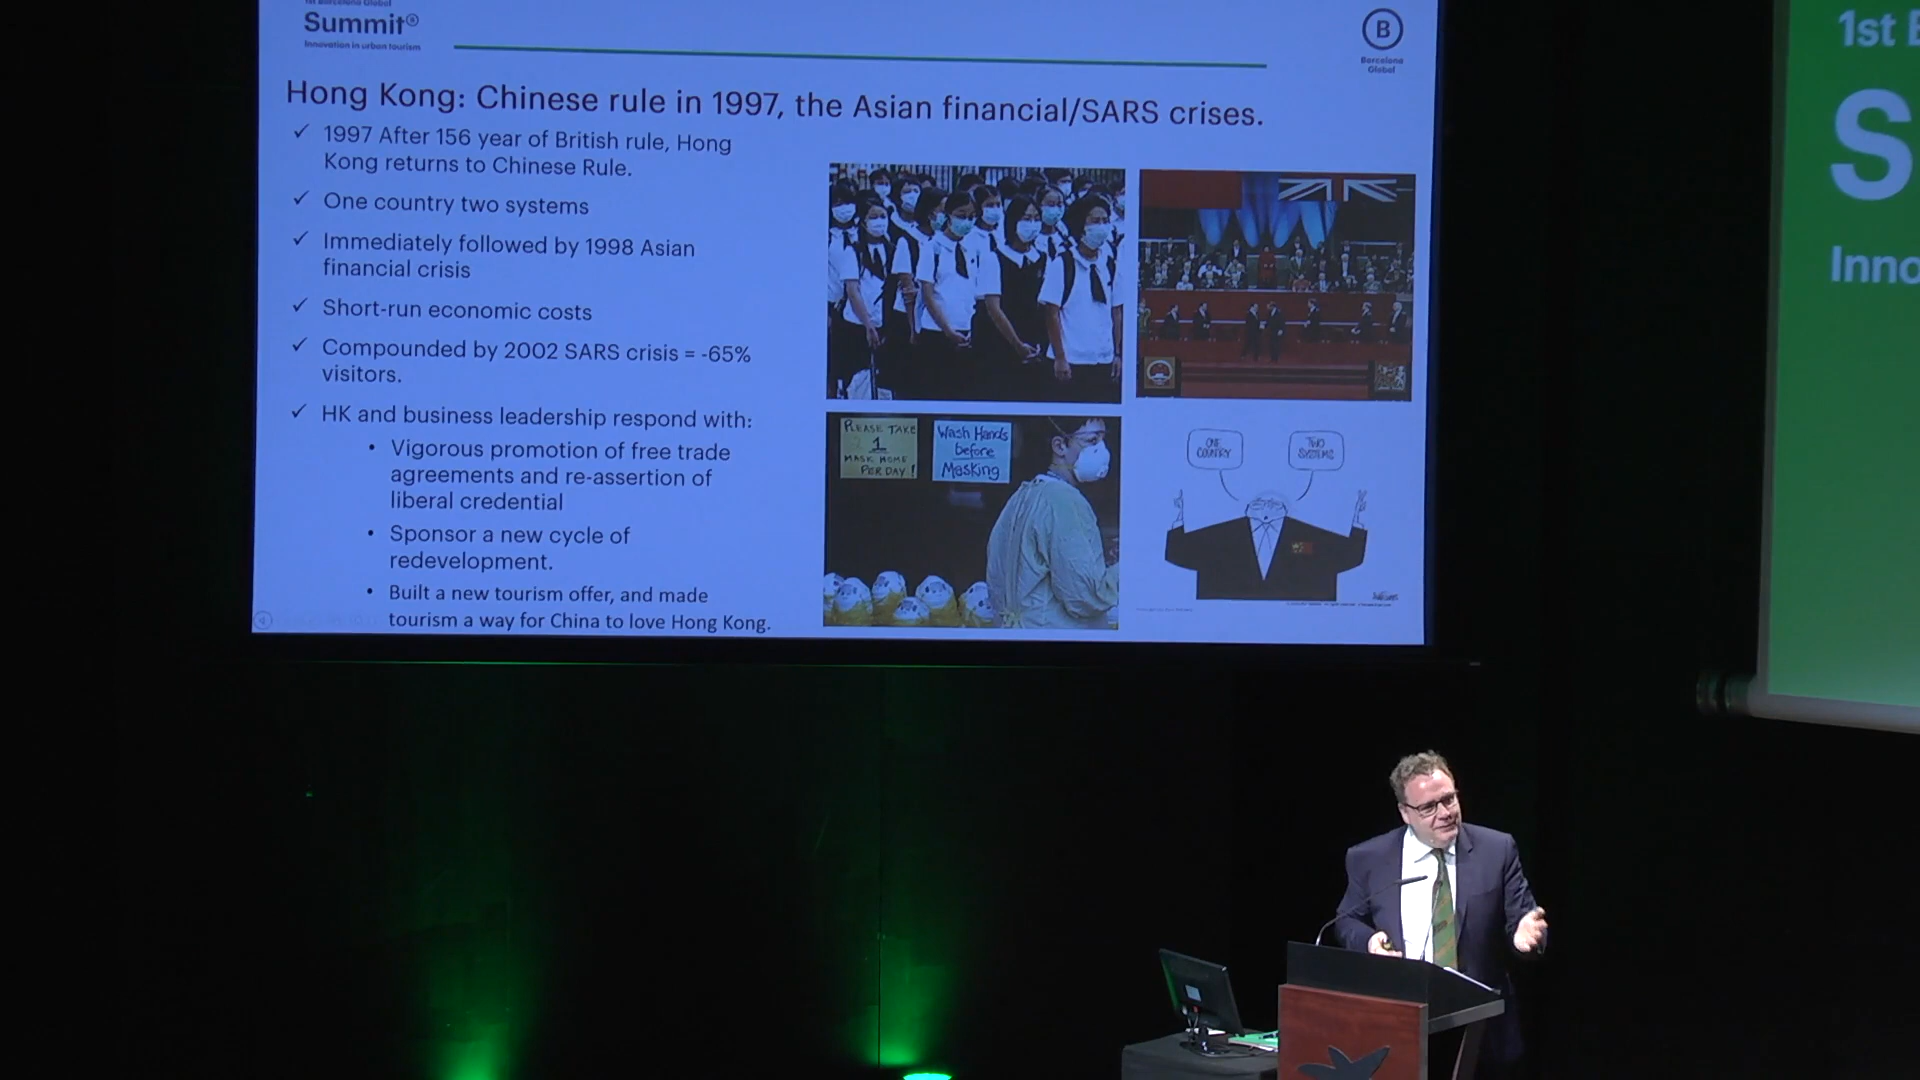 1st Barcelona Global
Summit®
Innovation in urban tourism
B
Barcelona
Global
Hong Kong: Chinese rule in 1997, the Asian financial/SARS crises.
✓ 1997 After 156 year of British rule, Hong
Kong returns to Chinese Rule.
✓ One country two systems
✓ Immediately followed by 1998 Asian
financial crisis
✓ Short-run economic costs
✓ Compounded by 2002 SARS crisis = -65%
visitors.
✓ HK and business leadership respond with:
• Vigorous promotion of free trade
agreements and re-assertion of
liberal credential
• Sponsor a new cycle of
redevelopment.
• Built a new tourism offer, and made
tourism a way for China to love Hong Kong.
PLEASE TAKE
1
MASK HOME
PER DAY!
Wash Hands
before
Masking
ONE
COUNTRY
TWO
SYSTEMS
1st
S
Inno